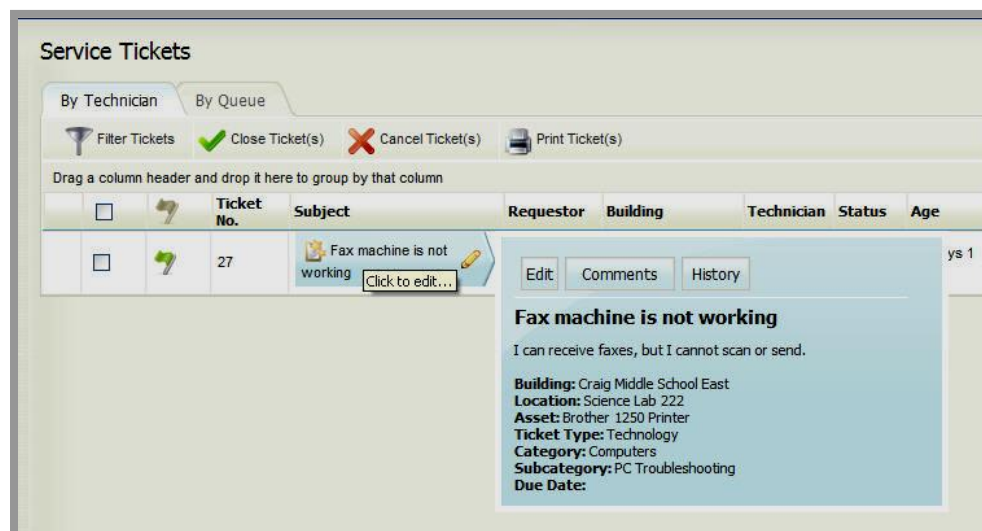 Service Tickets
By Technician By Queue
Filter Tickets Close Ticket(s) Cancel Ticket(s) Print Ticket(s)
Drag a column header and drop it here to group by that column
Ticket No. Subject Requestor Building Technician Status Age
27 Fax machine is not ys 1
working
Click to edit...
Edit Comments History
Fax machine is not working
I can receive faxes, but I cannot scan or send.
Building: Craig Middle School East
Location: Science Lab 222
Asset: Brother 1250 Printer
Ticket Type: Technology
Category: Computers
Subcategory: PC Troubleshooting
Due Date: